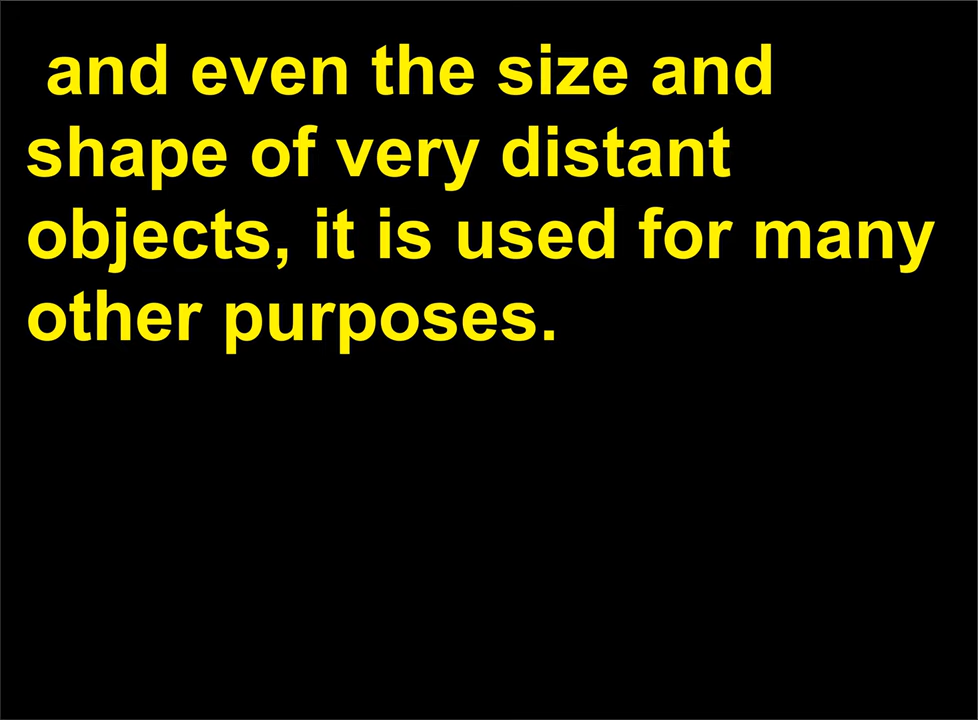 and even the size and
shape of very distant
objects, it is used for many
other purposes.